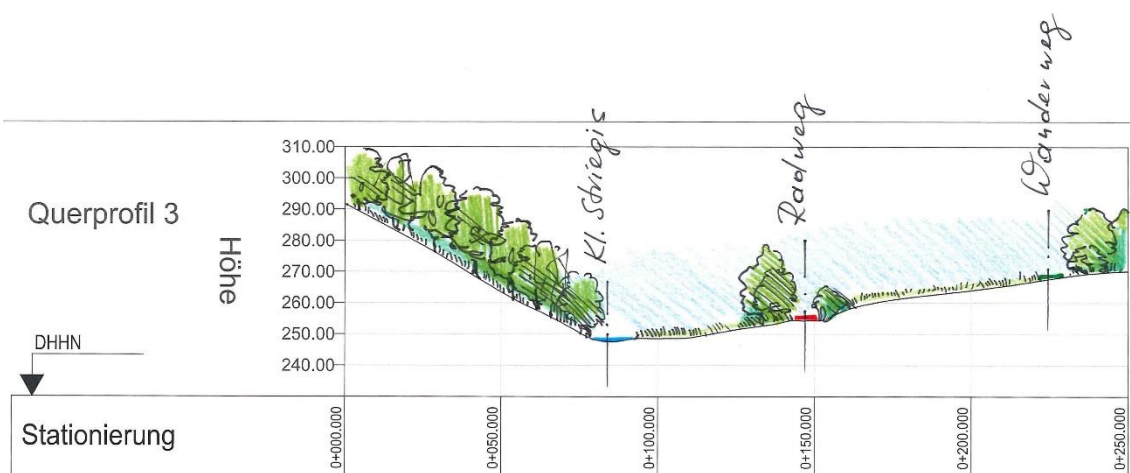 Kl. Striegis
Radweg
Wanderweg
Querprofil 3
Höhe
310.00
300.00
290.00
280.00
270.00
260.00
250.00
240.00
DHHN
Stationierung
0+000.000
0+050.000
0+100.000
0+150.000
0+200.000
0+250.000